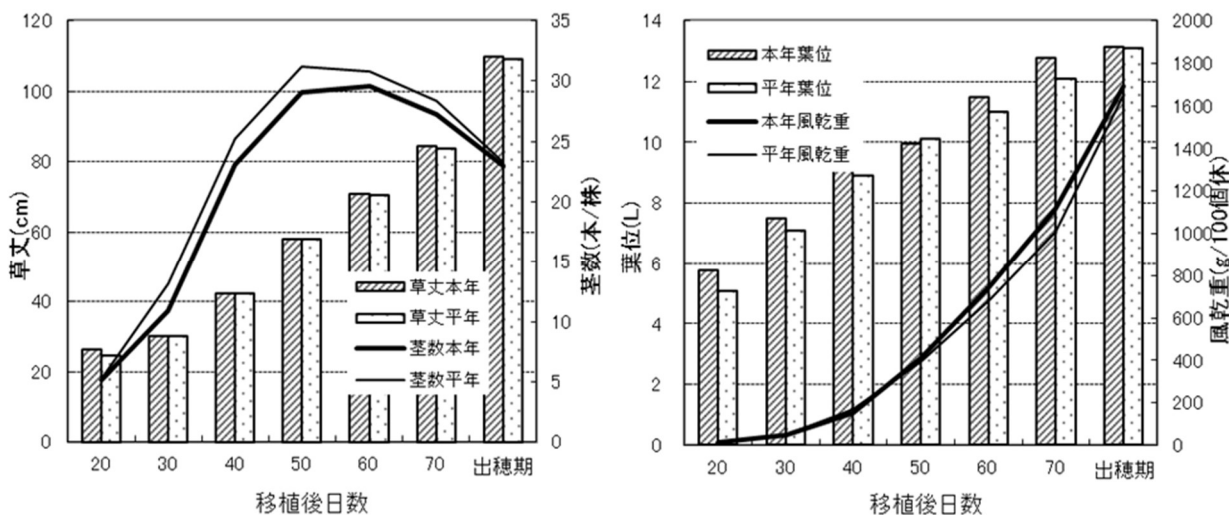 120
100
80
60
40
20
0
草丈(cm)
35
30
25
20
15
10
5
0
茎数(本/株)
草丈本年
草丈平年
茎数本年
茎数平年
20 30 40 50 60 70 出穂期
移植後日数
14
12
10
8
6
4
2
0
葉位(L)
2000
1800
1600
1400
1200
1000
800
600
400
200
0
風乾重(g/100個休)
本年葉位
平年葉位
本年風乾重
平年風乾重
20 30 40 50 60 70 出穂期
移植後日数